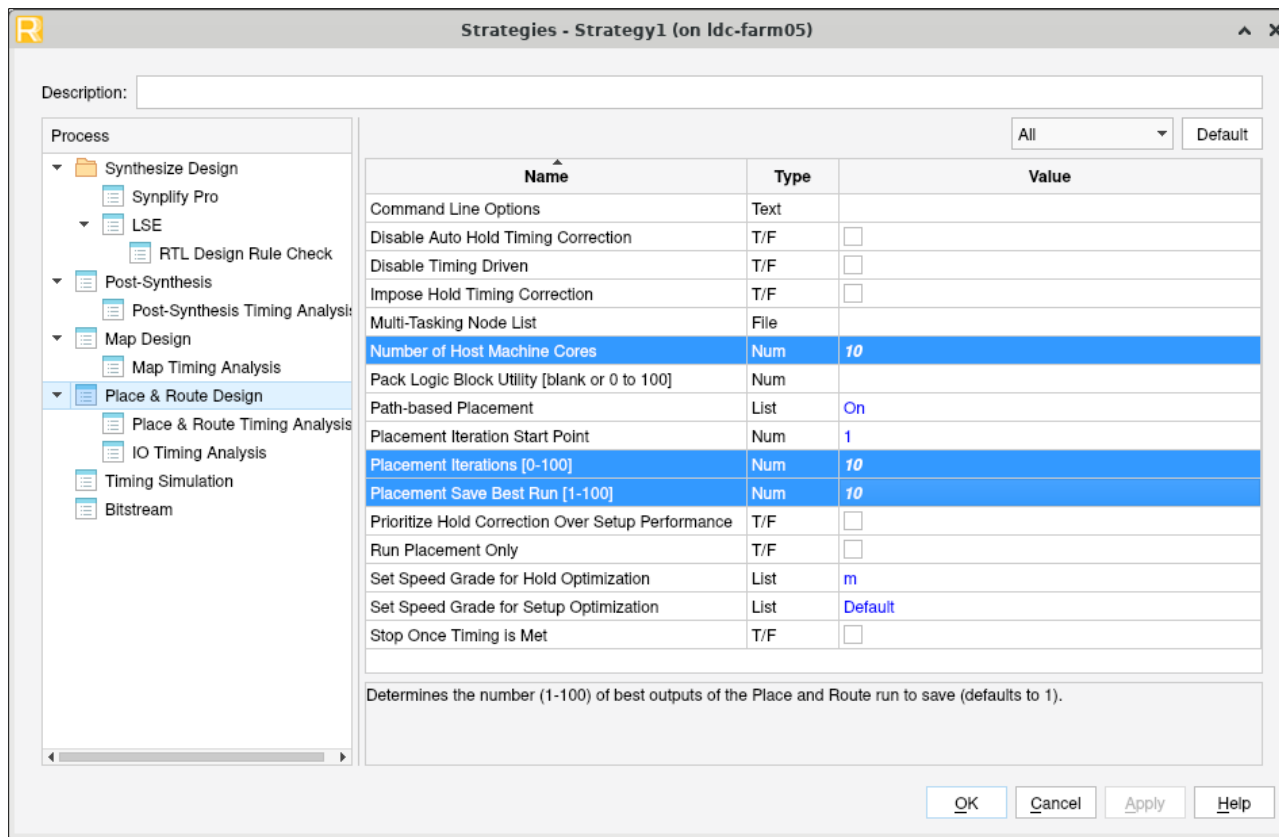 Strategies - Strategy1 (on ldc-farm05)
Description:
Process
Synthesize Design
Synplify Pro
LSE
RTL Design Rule Check
Post-Synthesis
Post-Synthesis Timing Analysis
Map Design
Map Timing Analysis
Place & Route Design
Place & Route Timing Analysis
IO Timing Analysis
Timing Simulation
Bitstream
All Default
Name Type Value
Command Line Options Text
Disable Auto Hold Timing Correction T/F
Disable Timing Driven T/F
Impose Hold Timing Correction T/F
Multi-Tasking Node List File
Number of Host Machine Cores Num 10
Pack Logic Block Utility [blank or 0 to 100] Num
Path-based Placement List On
Placement Iteration Start Point Num 1
Placement Iterations [0-100] Num 10
Placement Save Best Run [1-100] Num 10
Prioritize Hold Correction Over Setup Performance T/F
Run Placement Only T/F
Set Speed Grade for Hold Optimization List m
Set Speed Grade for Setup Optimization List Default
Stop Once Timing is Met T/F
Determines the number (1-100) of best outputs of the Place and Route run to save (defaults to 1).
OK Cancel Apply Help